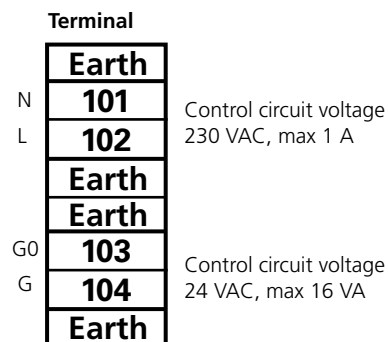 Terminal
Earth
N 101
L 102
Control circuit voltage
230 VAC, max 1 A
Earth
Earth
G0 103
G 104
Control circuit voltage
24 VAC, max 16 VA
Earth